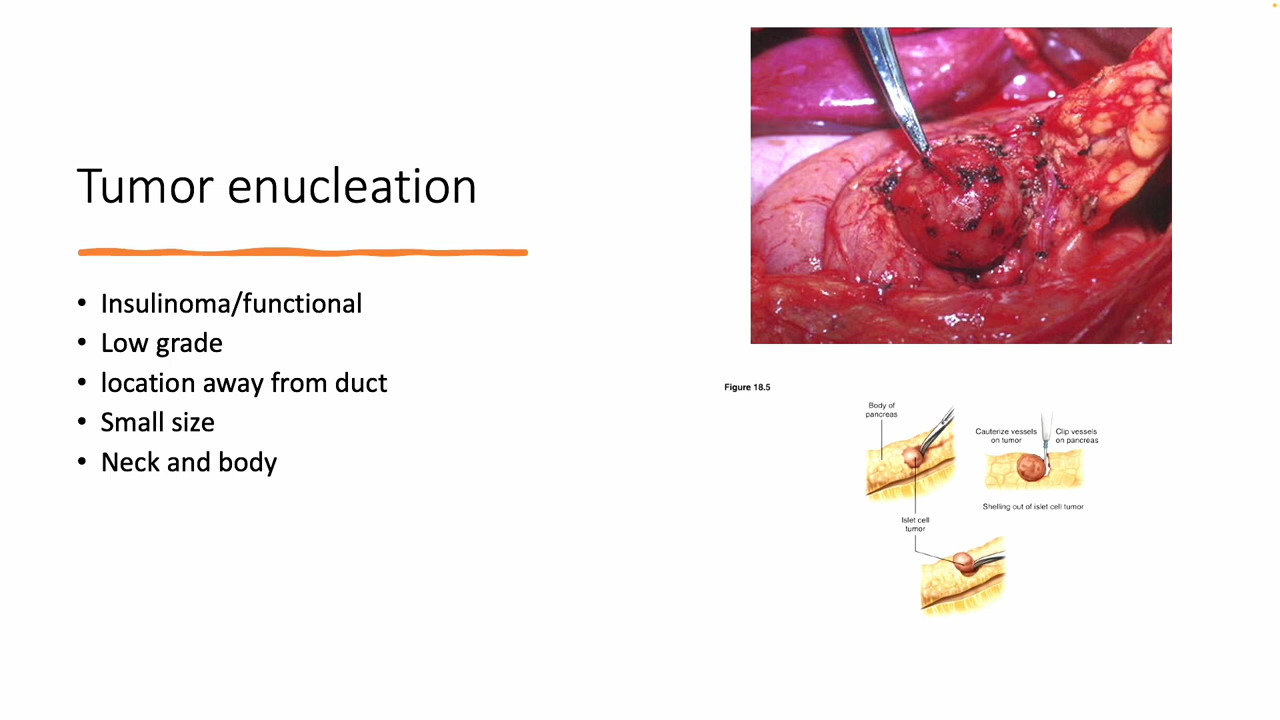 Tumor enucleation
• Insulinoma/functional
• Low grade
• location away from duct
• Small size
• Neck and body
Figure 18.5
Body of
pancreas
Cauterize vessels
on tumor
Clip vessels
on pancreas
Shelling out of islet cell tumor
Islet cell
tumor